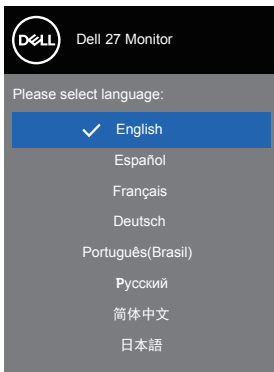 DELL
Dell 27 Monitor
Please select language:
English
Español
Français
Deutsch
Português(Brasil)
Русский
简体中文
日本語